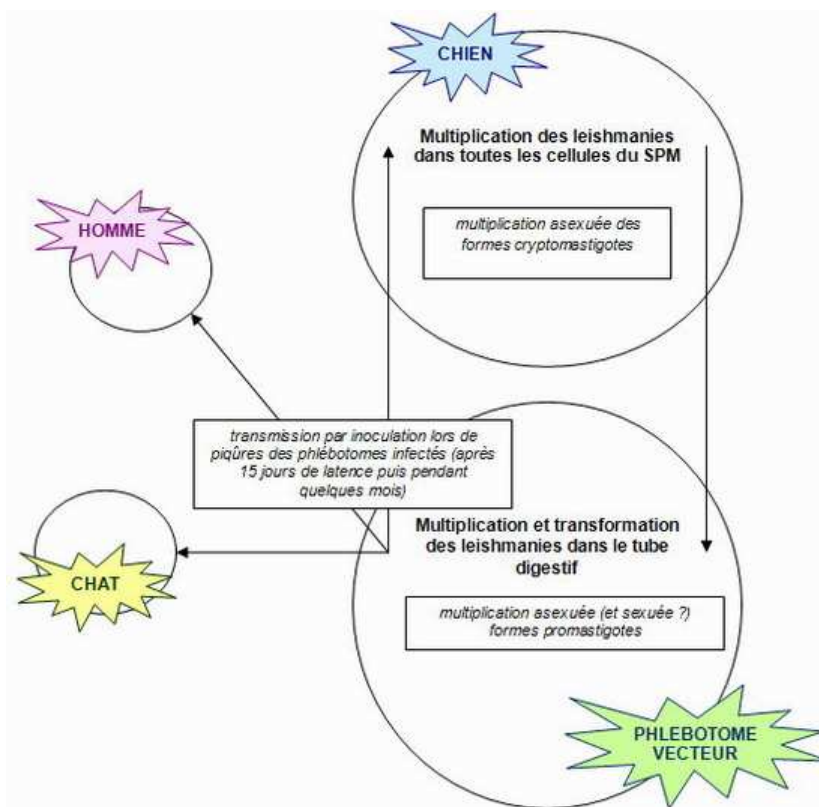 CHIEN
Multiplication des leishmanies
dans toutes les cellules du SPM
multiplication asexuée des
formes cryptomastigotes
HOMME
transmission par inoculation lors de
piqûres des phlébotomes infectés (après
15 jours de latence puis pendant
quelques mois)
Multiplication et transformation
des leishmanies dans le tube
digestif
CHAT
multiplication asexuée (et sexuée ?)
formes promastigotes
PHLEBOTOME
VECTEUR